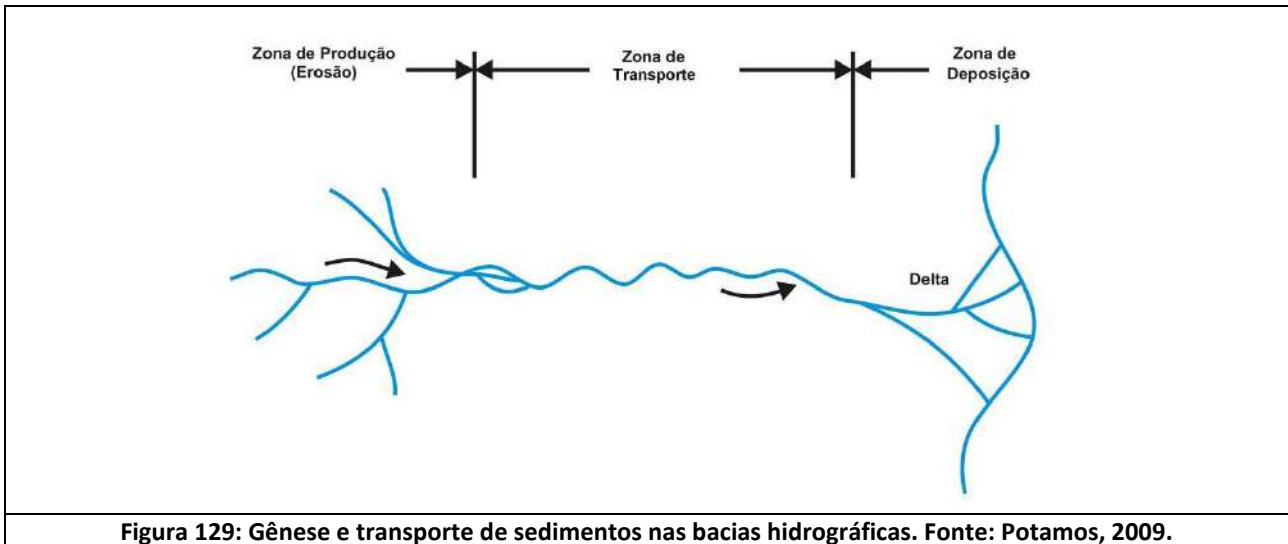 Zona de Produção
(Erosão)
Zona de
Transporte
Zona de
Deposição
Delta
Figura 129: Gênese e transporte de sedimentos nas bacias hidrográficas. Fonte: Potamos, 2009.